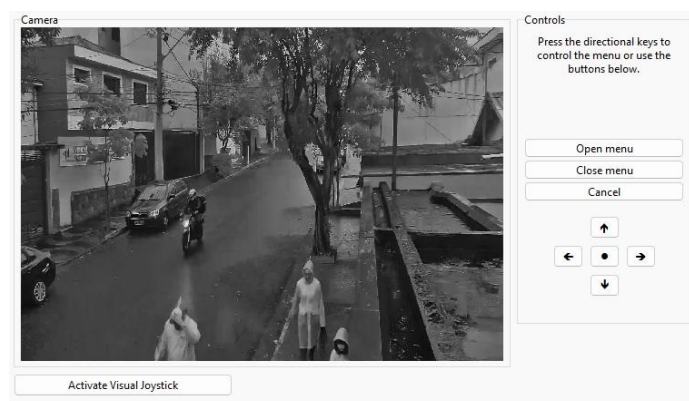 Camera
Controls
Press the directional keys to
control the menu or use the
buttons below.
Open menu
Close menu
Cancel
Activate Visual Joystick